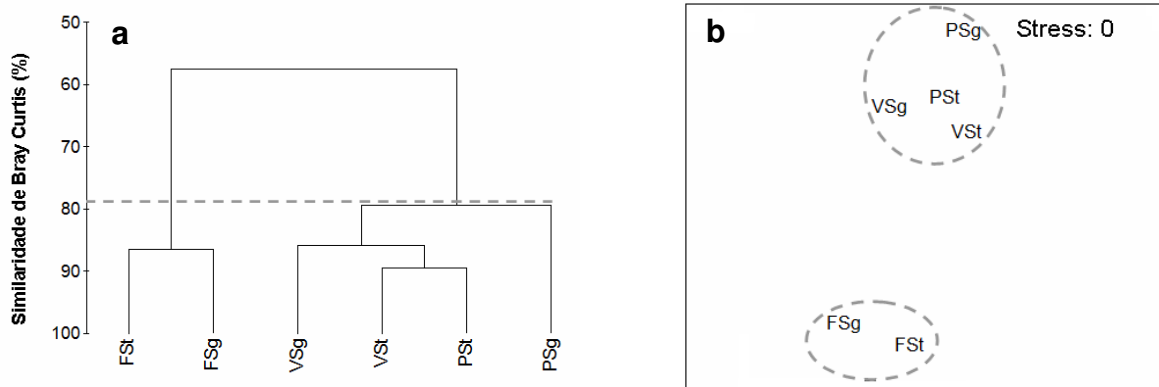 a
Similaridade de Bray Curtis (%)
50
60
70
80
90
100
FSt
FSg
VSg
VSt
PSt
PSg
b
Stress: 0
PSg
PSt
VSg
VSt
FSg
FSt